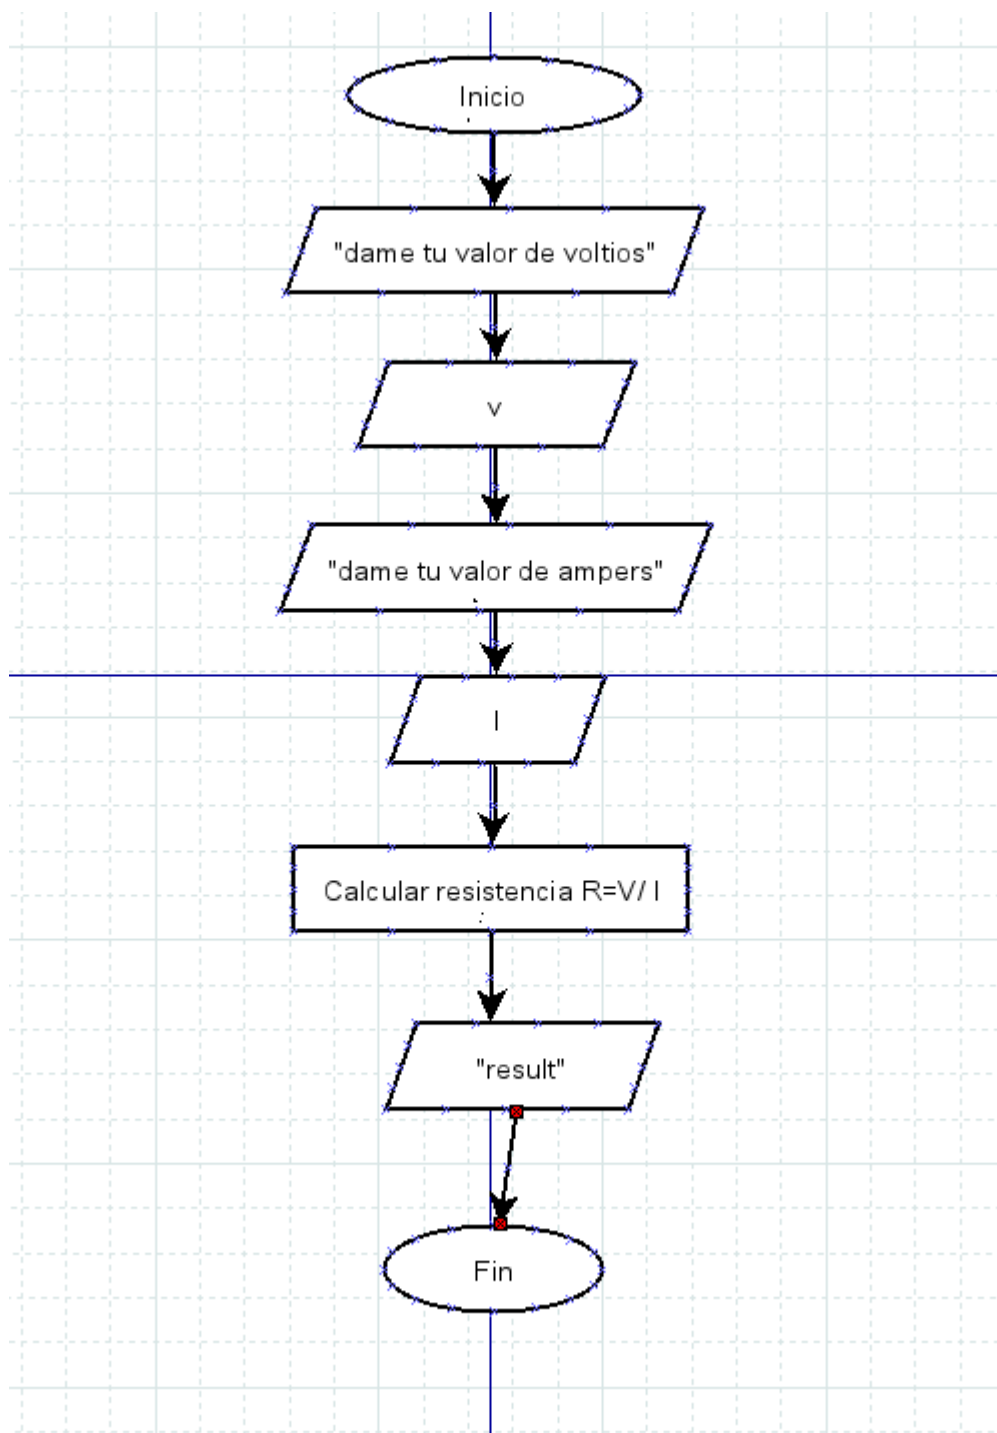 Inicio
"dame tu valor de voltios"
v
"dame tu valor de ampers"
I
Calcular resistencia R=V/ I
"result"
Fin